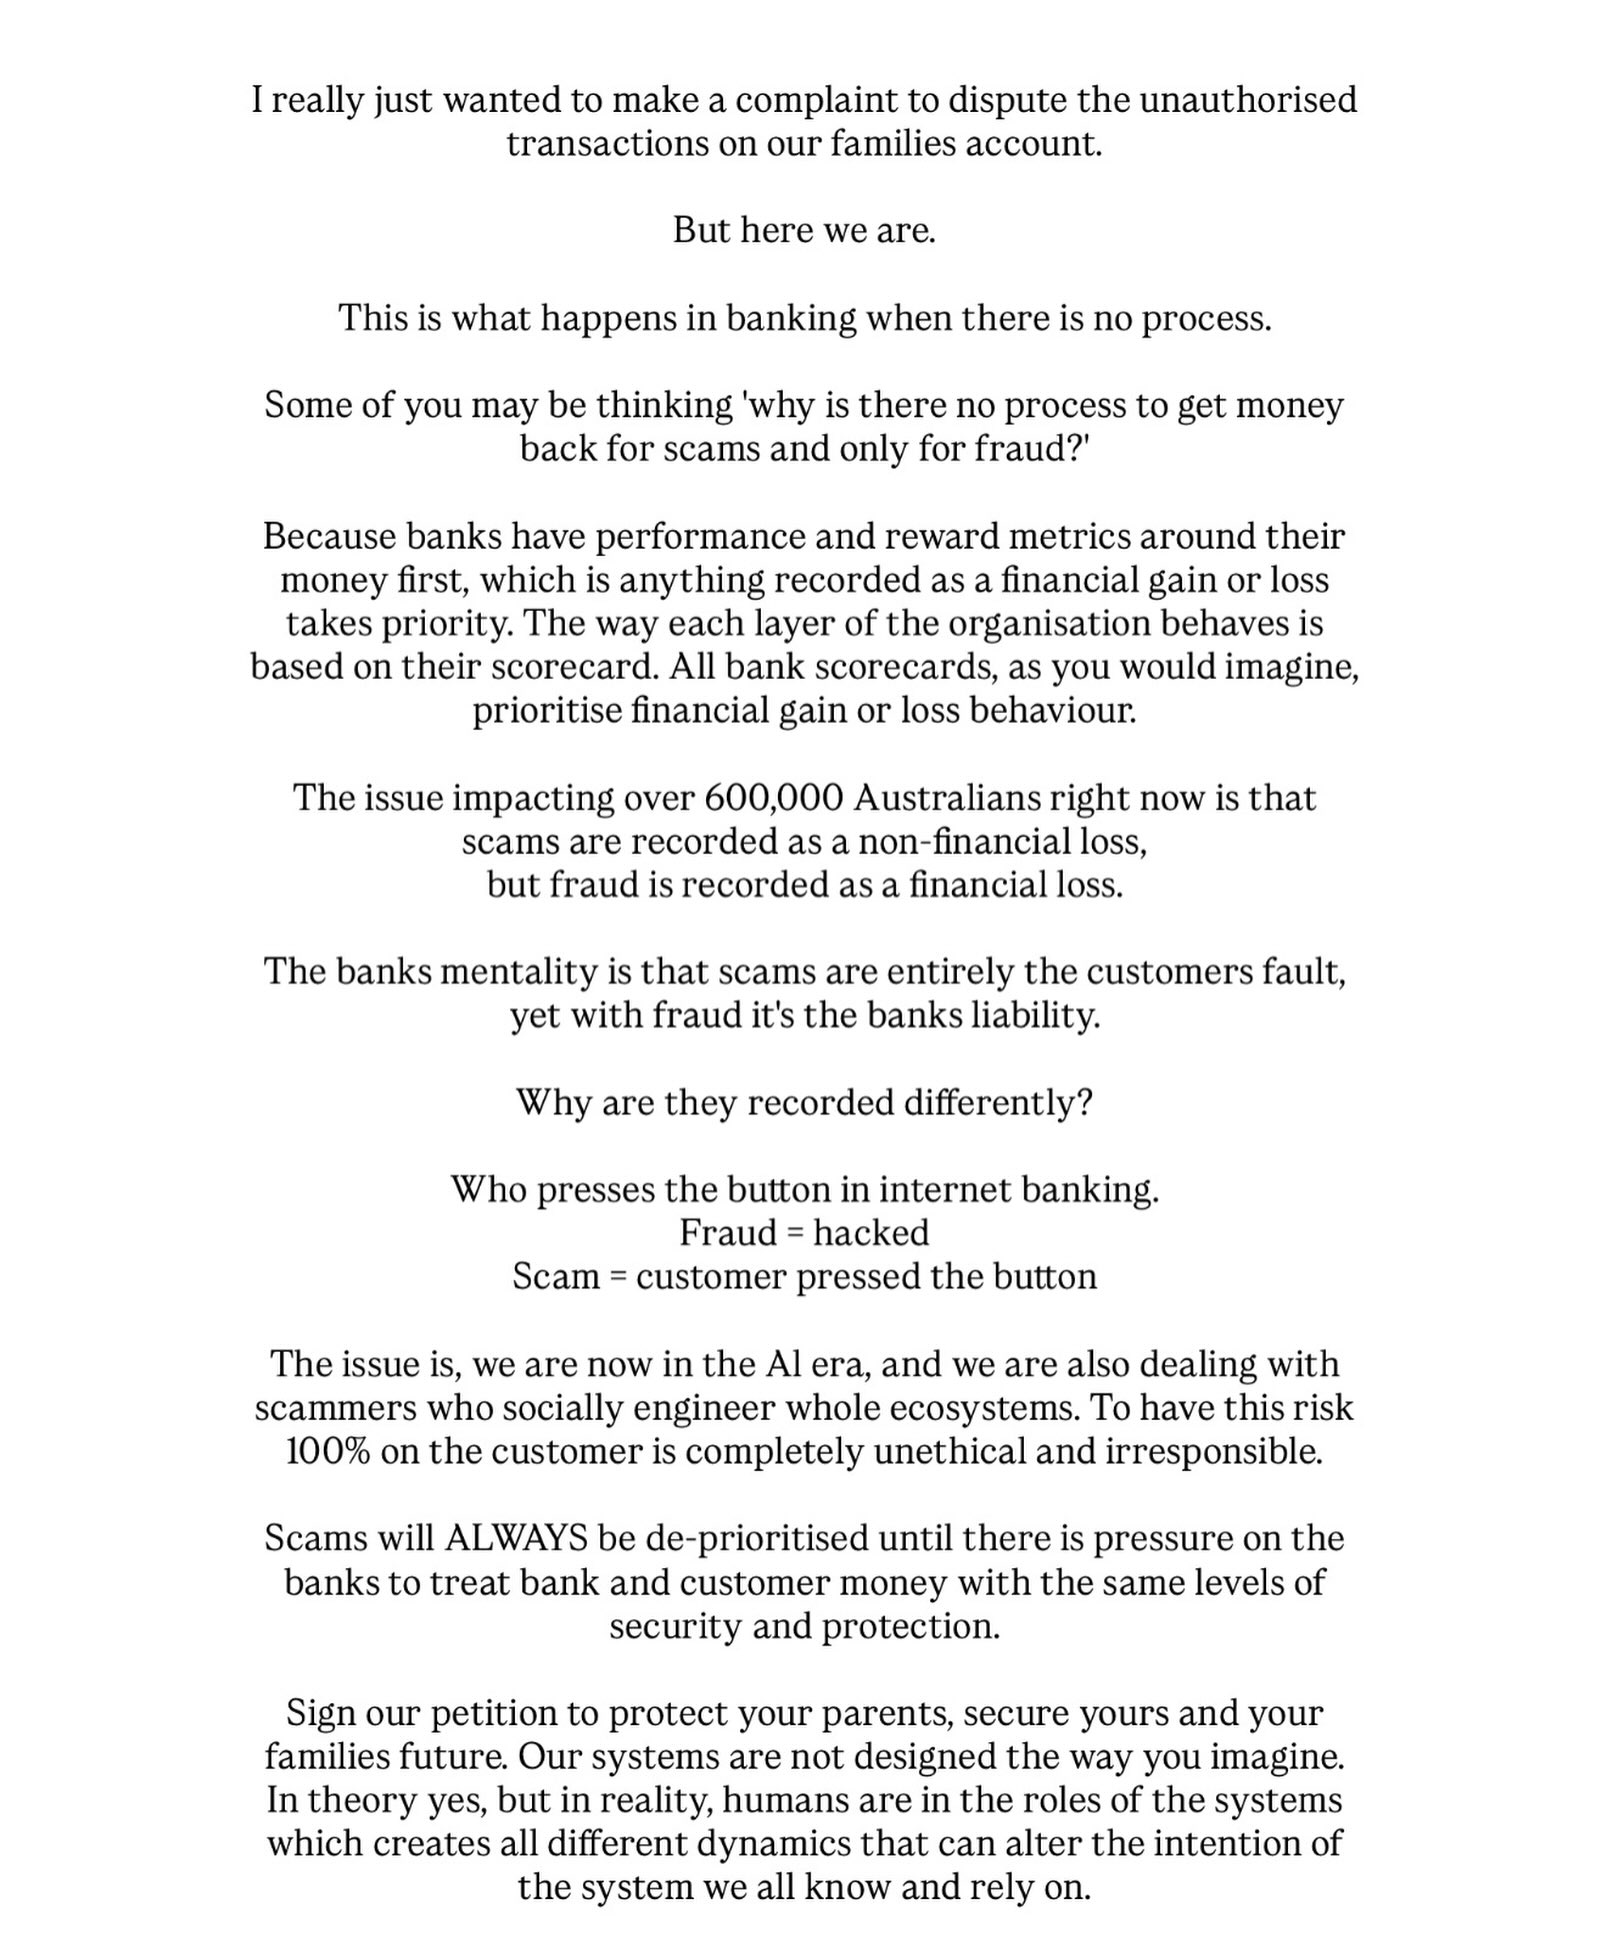 I really just wanted to make a complaint to dispute the unauthorised
transactions on our families account.
But here we are.
This is what happens in banking when there is no process.
Some of you may be thinking 'why is there no process to get money
back for scams and only for fraud?'
Because banks have performance and reward metrics around their
money first, which is anything recorded as a financial gain or loss
takes priority. The way each layer of the organisation behaves is
based on their scorecard. All bank scorecards, as you would imagine,
prioritise financial gain or loss behaviour.
The issue impacting over 600,000 Australians right now is that
scams are recorded as a non-financial loss,
but fraud is recorded as a financial loss.
The banks mentality is that scams are entirely the customers fault,
yet with fraud it's the banks liability.
Why are they recorded differently?
Who presses the button in internet banking.
Fraud = hacked
Scam = customer pressed the button
The issue is, we are now in the Al era, and we are also dealing with
scammers who socially engineer whole ecosystems. To have this risk
100% on the customer is completely unethical and irresponsible.
Scams will ALWAYS be de-prioritised until there is pressure on the
banks to treat bank and customer money with the same levels of
security and protection.
Sign our petition to protect your parents, secure yours and your
families future. Our systems are not designed the way you imagine.
In theory yes, but in reality, humans are in the roles of the systems
which creates all different dynamics that can alter the intention of
the system we all know and rely on.